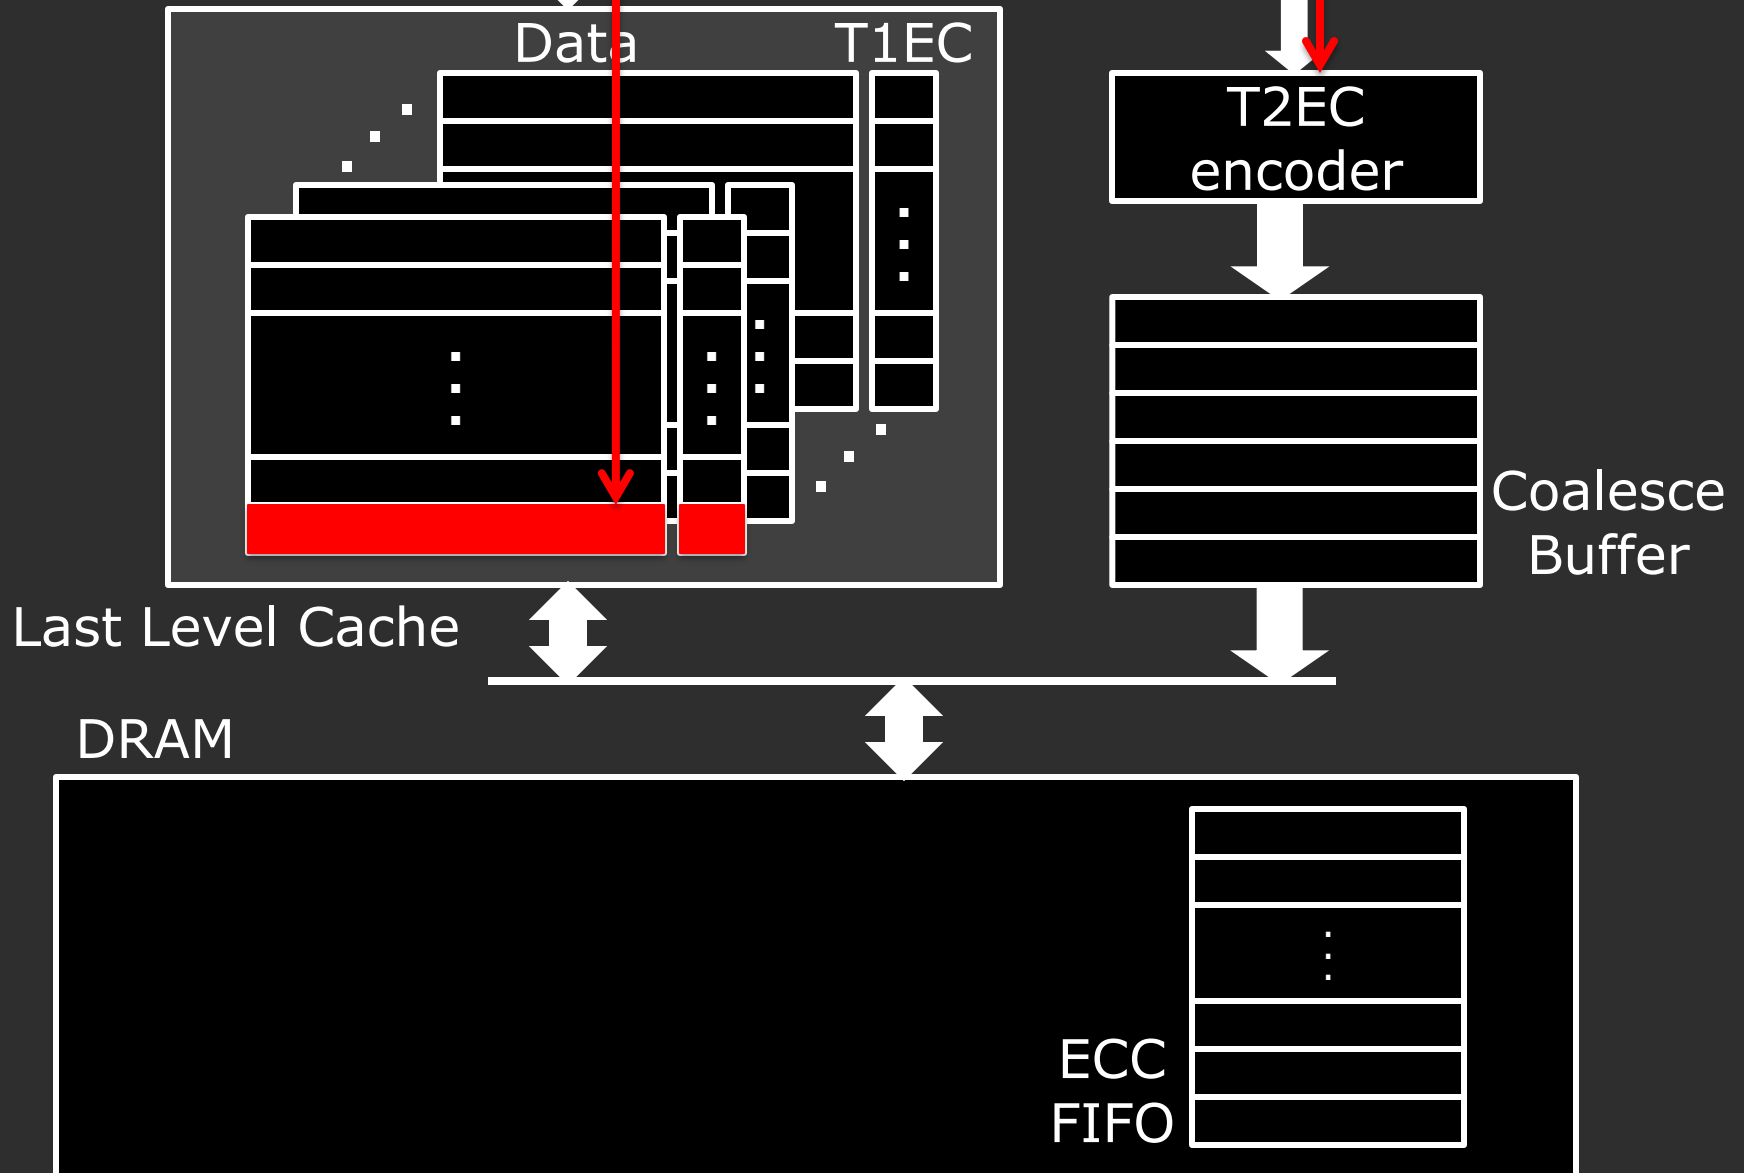 Data
T1EC
T2EC
encoder
Coalesce
Buffer
Last Level Cache
DRAM
ECC
FIFO